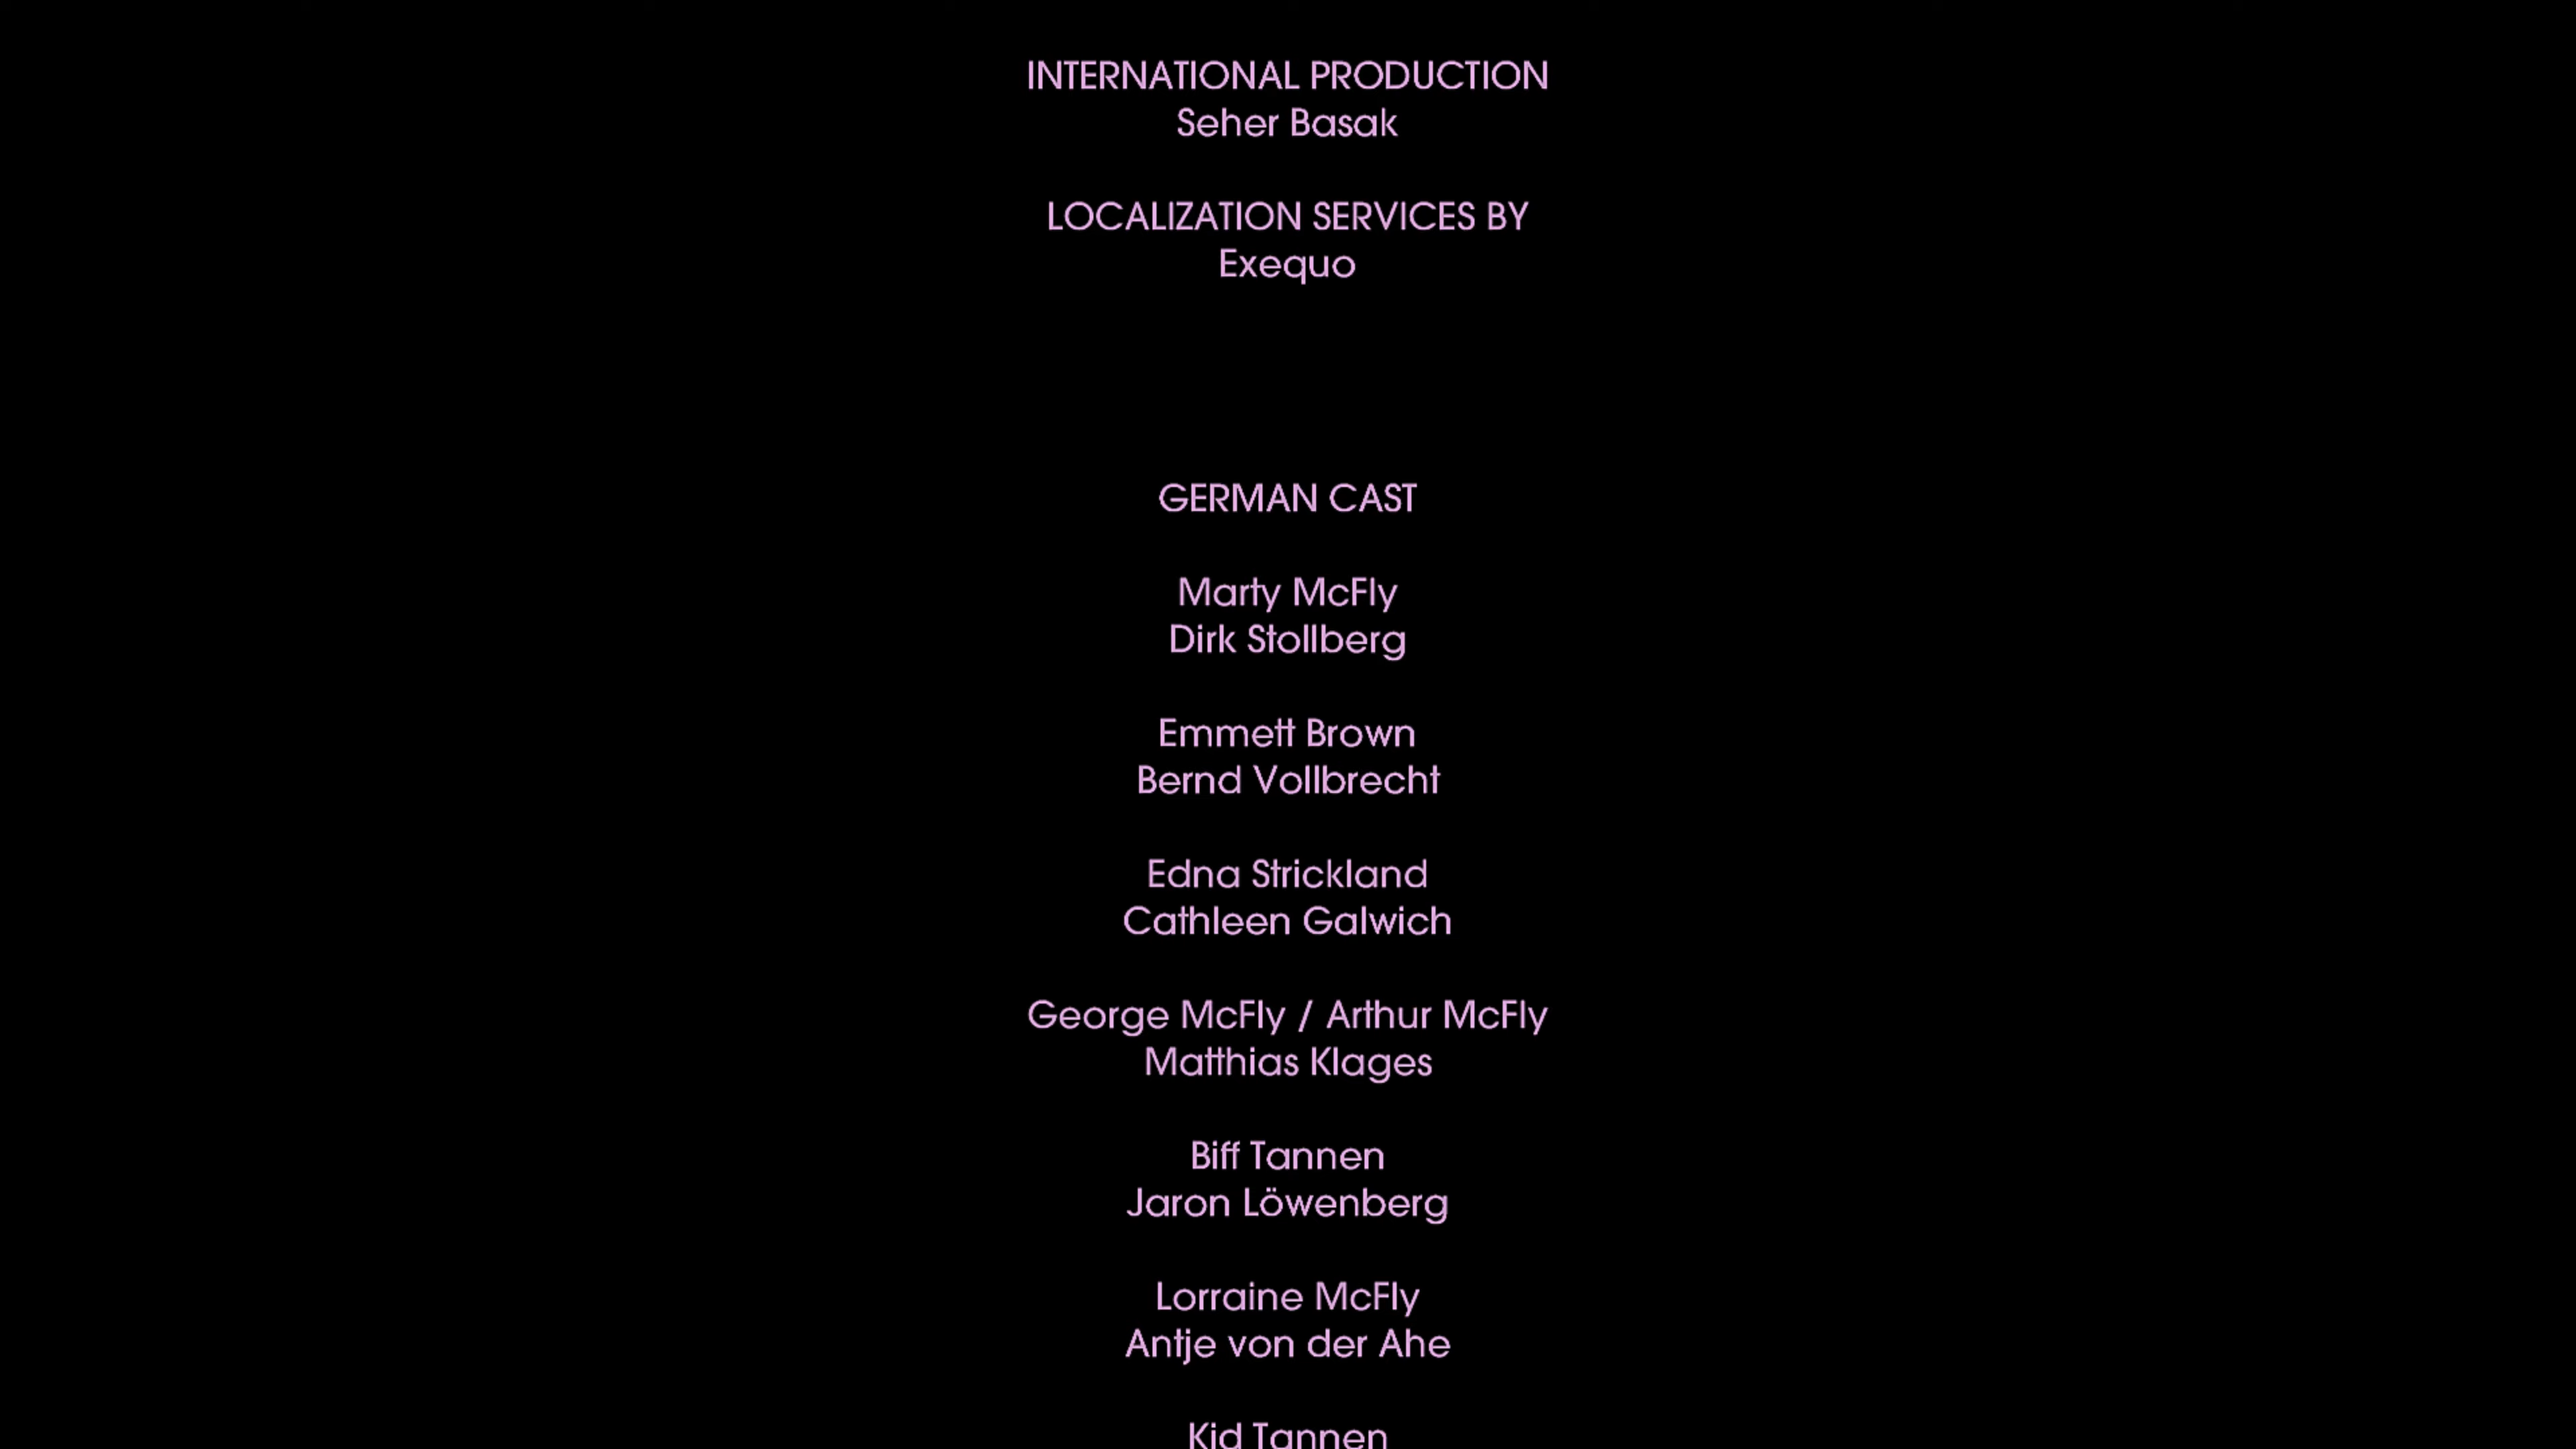 INTERNATIONAL PRODUCTION
Seher Basak
LOCALIZATION SERVICES BY
Exequo
GERMAN CAST
Marty McFly
Dirk Stollberg
Emmett Brown
Bernd Vollbrecht
Edna Strickland
Cathleen Galwich
George McFly / Arthur McFly
Matthias Klages
Biff Tannen
Jaron Löwenberg
Lorraine McFly
Antje von der Ahe
Kid Tannen